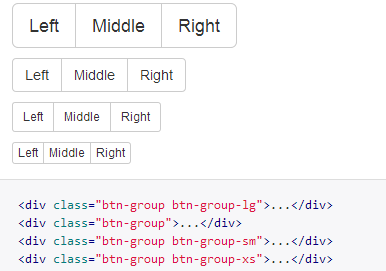 Left Middle Right
Left Middle Right
Left Middle Right
Left Middle Right
<div class="btn-group btn-group-lg">...</div>
<div class="btn-group">...</div>
<div class="btn-group btn-group-sm">...</div>
<div class="btn-group btn-group-xs">...</div>